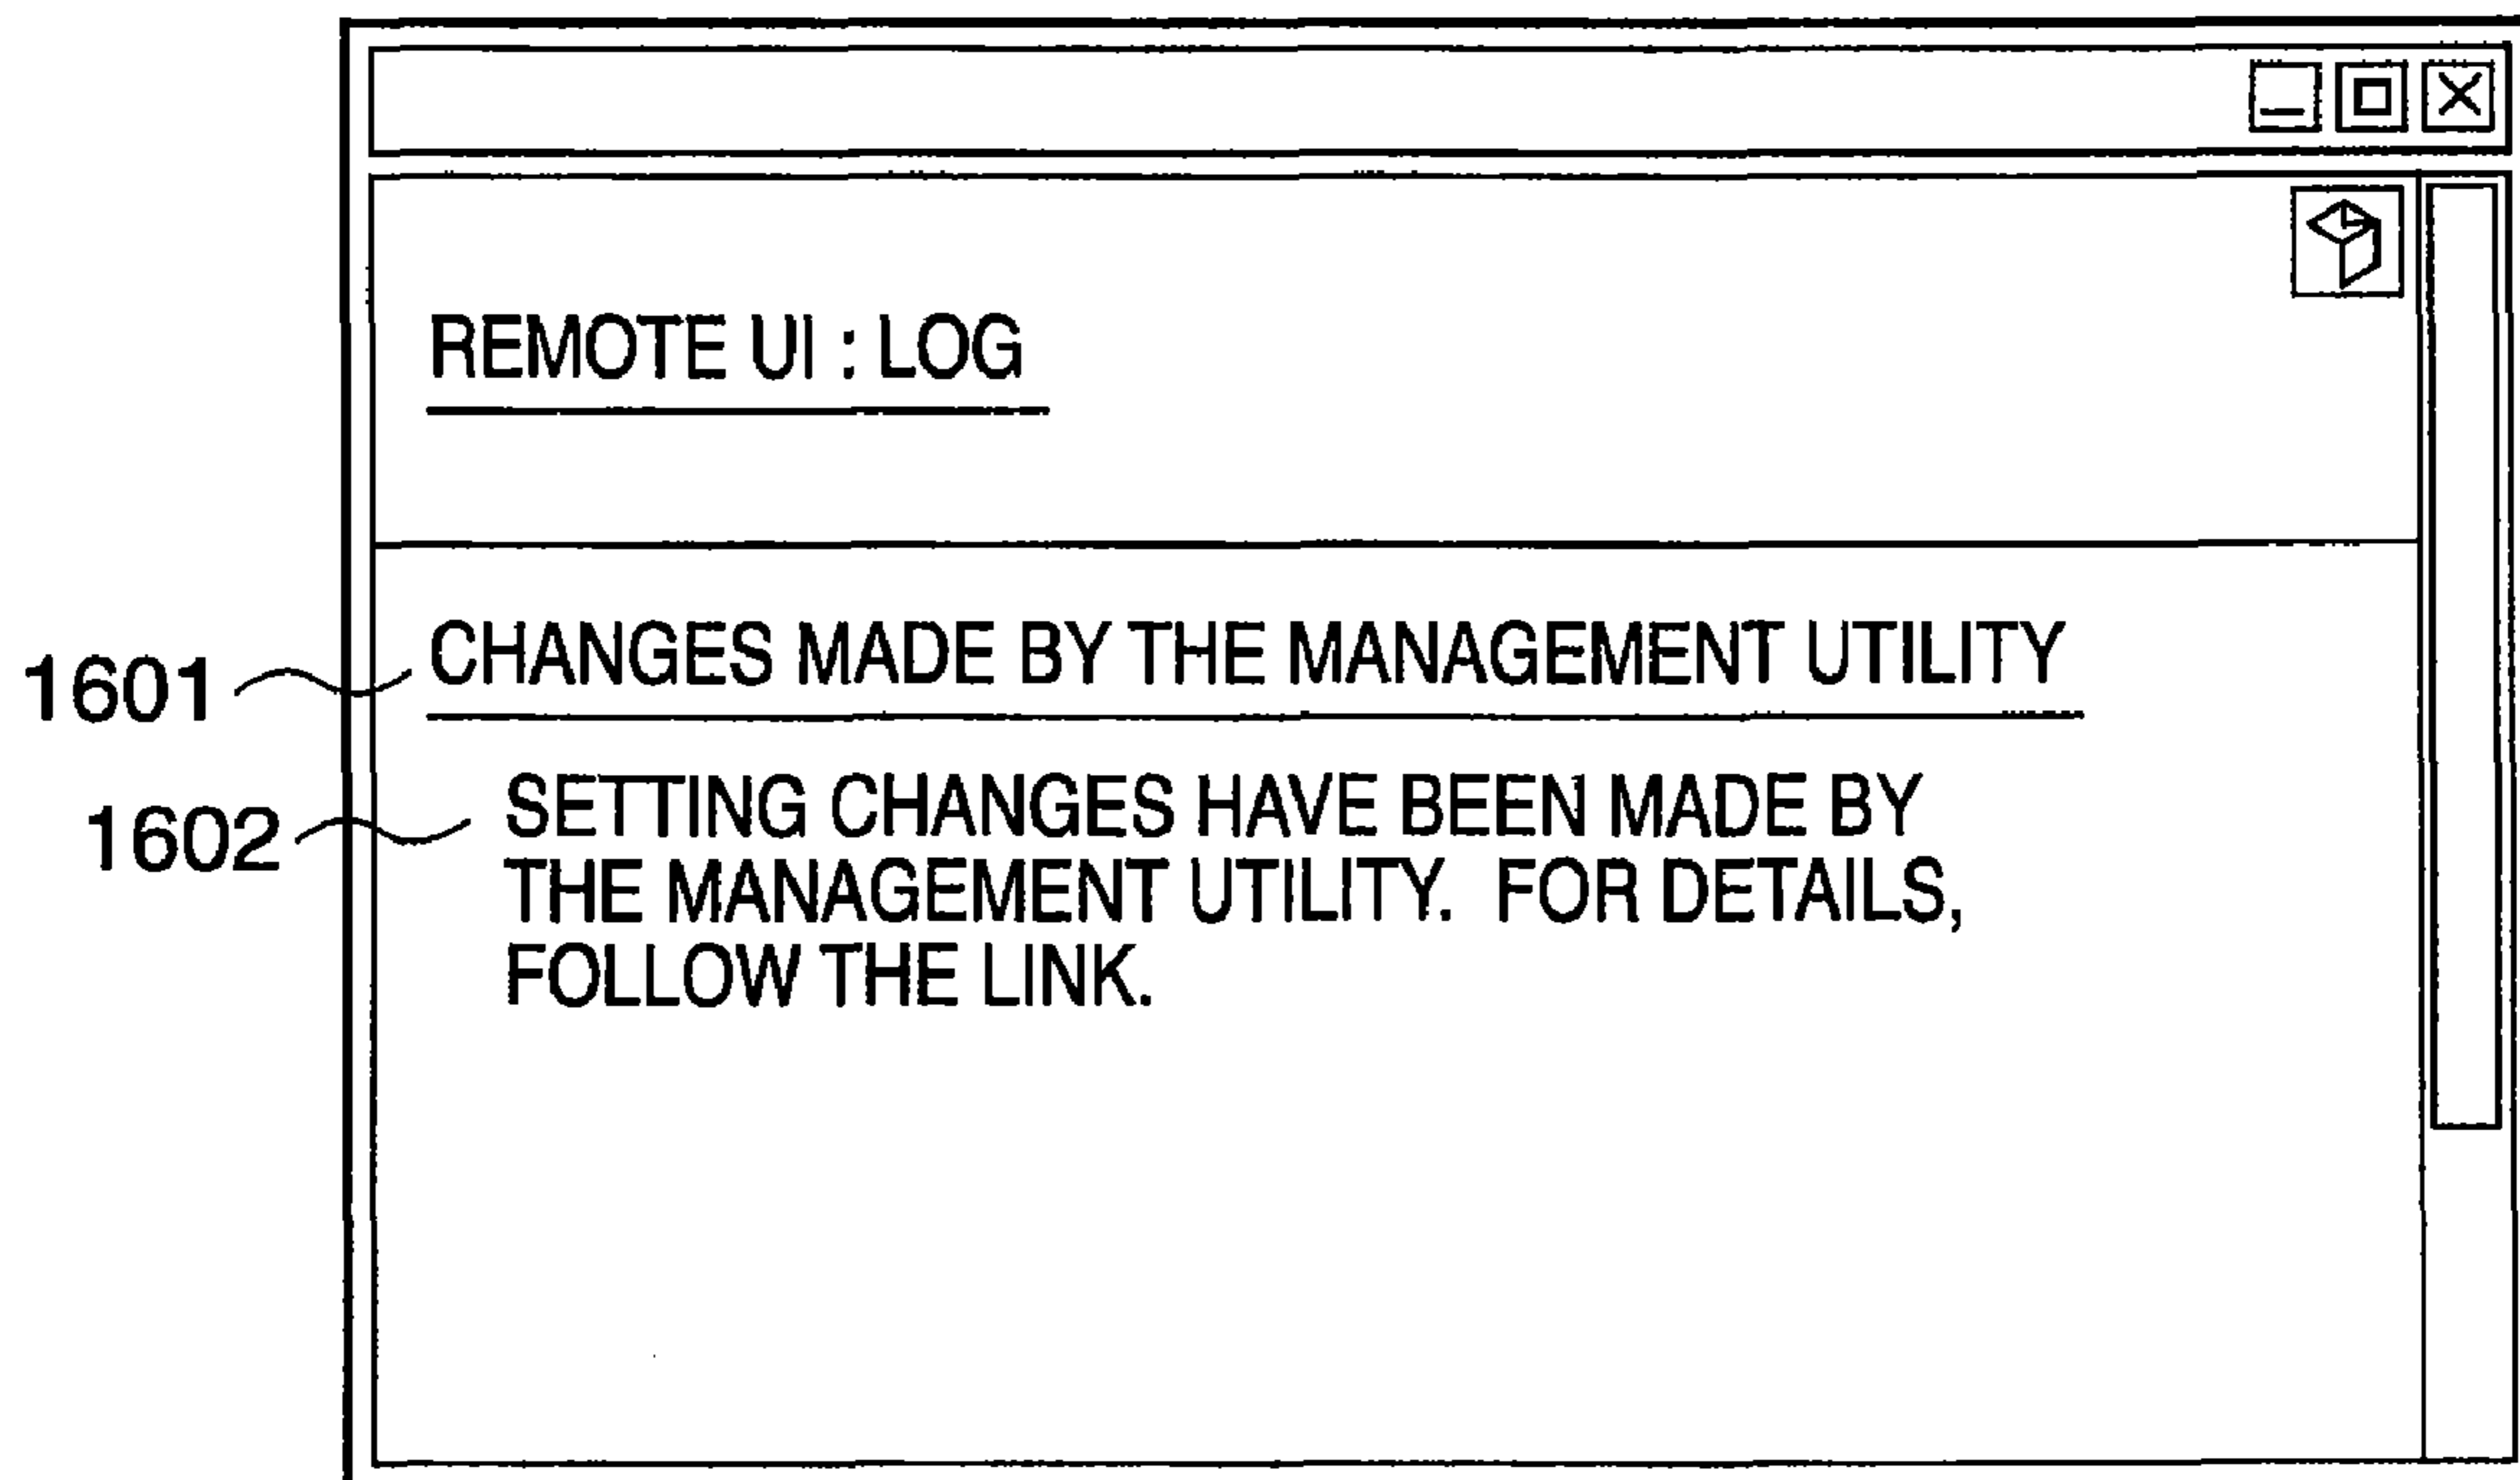 REMOTE UI : LOG
1601
CHANGES MADE BY THE MANAGEMENT UTILITY
1602
SETTING CHANGES HAVE BEEN MADE BY
THE MANAGEMENT UTILITY. FOR DETAILS,
FOLLOW THE LINK.